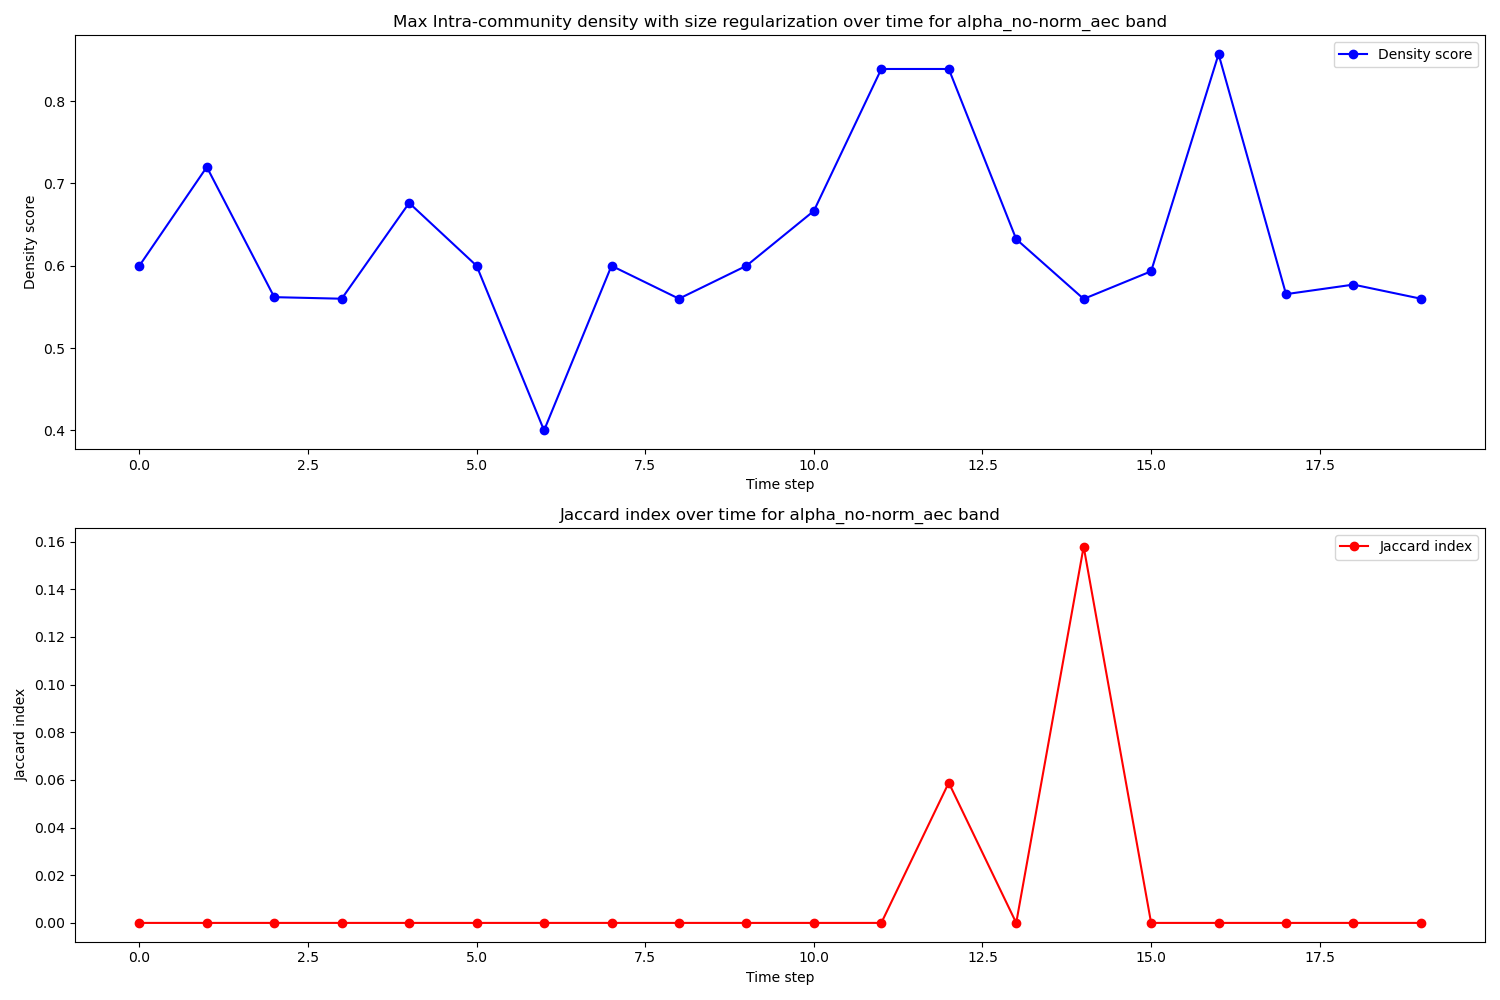 Max Intra-community density with size regularization over time for alpha_no-norm_aec band
Density score
0.8
0.7
0.6
0.5
0.4
Density score
0.0 2.5 5.0 7.5 10.0 12.5 15.0 17.5
Time step
Jaccard index over time for alpha_no-norm_aec band
Jaccard index
0.16
0.14
0.12
0.10
0.08
0.06
0.04
0.02
0.00
Jaccard index
0.0 2.5 5.0 7.5 10.0 12.5 15.0 17.5
Time step